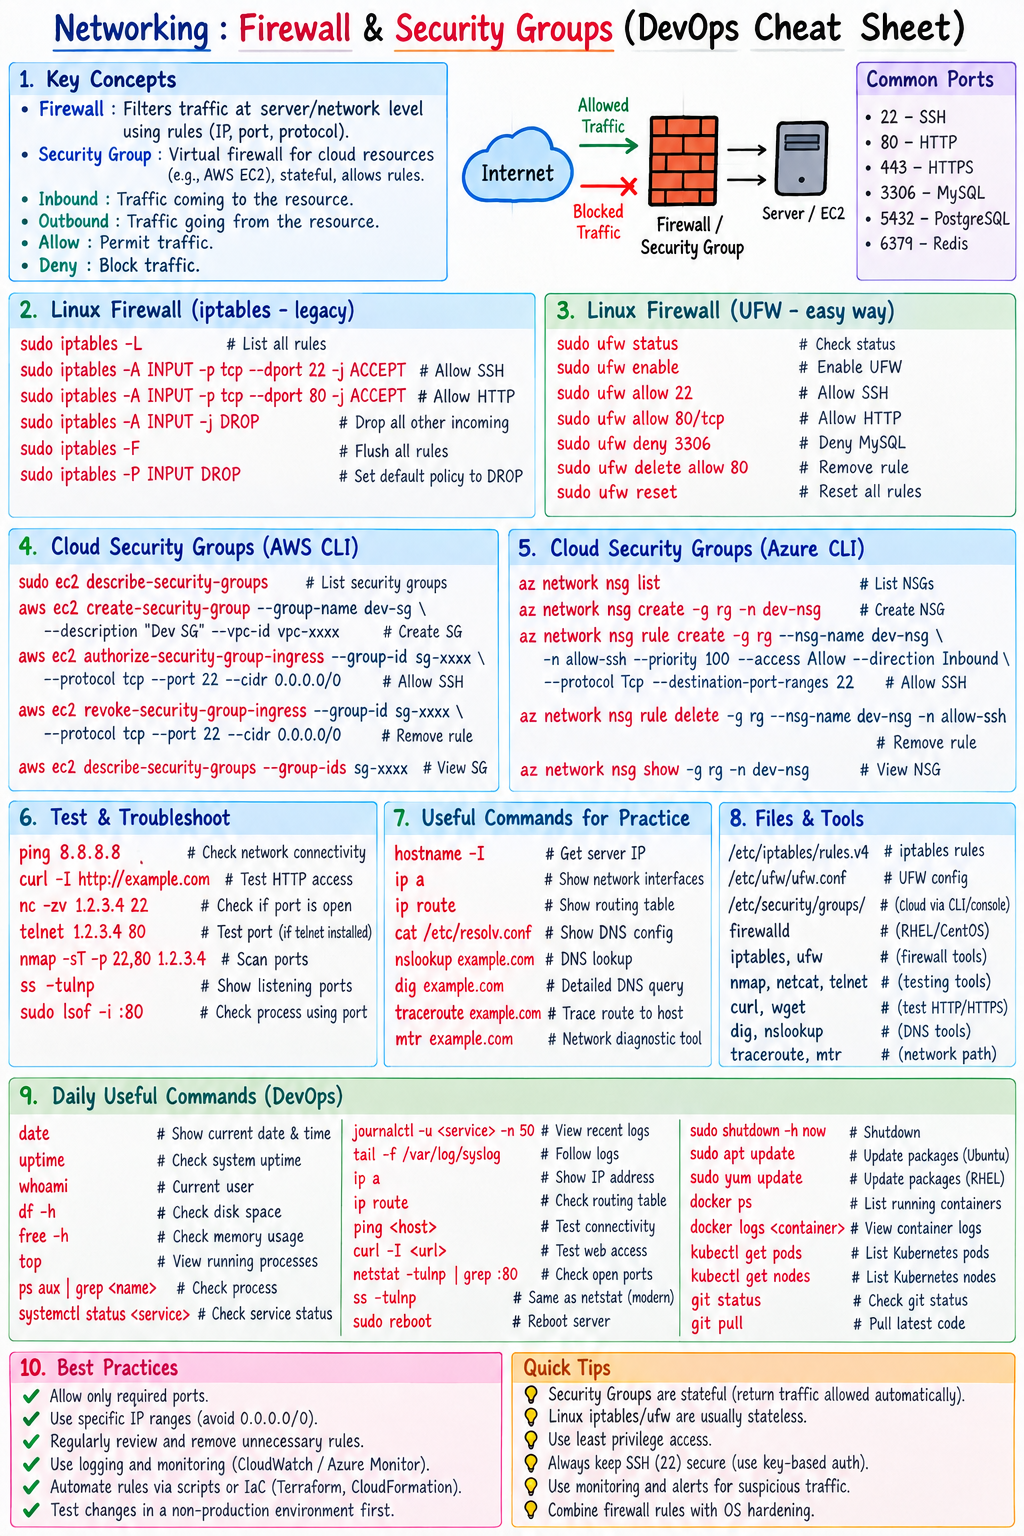 Networking : Firewall & Security Groups (DevOps Cheat Sheet)
1. Key Concepts
• Firewall : Filters traffic at server/network level
using rules (IP, port, protocol).
• Security Group : Virtual firewall for cloud resources
(e.g., AWS EC2), stateful, allows rules.
• Inbound : Traffic coming to the resource.
• Outbound : Traffic going from the resource.
• Allow : Permit traffic.
• Deny : Block traffic.
Internet
Allowed
Traffic
Blocked
Traffic
Firewall /
Security Group
Server / EC2
Common Ports
• 22 – SSH
• 80 – HTTP
• 443 – HTTPS
• 3306 – MySQL
• 5432 – PostgreSQL
• 6379 – Redis
2. Linux Firewall (iptables – legacy)
sudo iptables -L # List all rules
sudo iptables -A INPUT -p tcp --dport 22 -j ACCEPT # Allow SSH
sudo iptables -A INPUT -p tcp --dport 80 -j ACCEPT # Allow HTTP
sudo iptables -A INPUT -j DROP # Drop all other incoming
sudo iptables -F # Flush all rules
sudo iptables -P INPUT DROP # Set default policy to DROP
3. Linux Firewall (UFW – easy way)
sudo ufw status # Check status
sudo ufw enable # Enable UFW
sudo ufw allow 22 # Allow SSH
sudo ufw allow 80/tcp # Allow HTTP
sudo ufw deny 3306 # Deny MySQL
sudo ufw delete allow 80 # Remove rule
sudo ufw reset # Reset all rules
4. Cloud Security Groups (AWS CLI)
sudo ec2 describe-security-groups # List security groups
aws ec2 create-security-group --group-name dev-sg \
--description "Dev SG" --vpc-id vpc-xxxx # Create SG
aws ec2 authorize-security-group-ingress --group-id sg-xxxx \
--protocol tcp --port 22 --cidr 0.0.0.0/0 # Allow SSH
aws ec2 revoke-security-group-ingress --group-id sg-xxxx \
--protocol tcp --port 22 --cidr 0.0.0.0/0 # Remove rule
aws ec2 describe-security-groups --group-ids sg-xxxx # View SG
5. Cloud Security Groups (Azure CLI)
az network nsg list # List NSGs
az network nsg create -g rg -n dev-nsg # Create NSG
az network nsg rule create -g rg --nsg-name dev-nsg \
-n allow-ssh --priority 100 --access Allow --direction Inbound \
--protocol Tcp --destination-port-ranges 22 # Allow SSH
az network nsg rule delete -g rg --nsg-name dev-nsg -n allow-ssh
# Remove rule
az network nsg show -g rg -n dev-nsg # View NSG
6. Test & Troubleshoot
ping 8.8.8.8 # Check network connectivity
curl -I http://example.com # Test HTTP access
nc -zv 1.2.3.4 22 # Check if port is open
telnet 1.2.3.4 80 # Test port (if telnet installed)
nmap -sT -p 22,80 1.2.3.4 # Scan ports
ss -tulnp # Show listening ports
sudo lsof -i :80 # Check process using port
7. Useful Commands for Practice
hostname -I # Get server IP
ip a # Show network interfaces
ip route # Show routing table
cat /etc/resolv.conf # Show DNS config
nslookup example.com # DNS lookup
dig example.com # Detailed DNS query
traceroute example.com # Trace route to host
mtr example.com # Network diagnostic tool
8. Files & Tools
/etc/iptables/rules.v4 # iptables rules
/etc/ufw/ufw.conf # UFW config
/etc/security/groups/ # (Cloud via CLI/console)
firewalld # (RHEL/CentOS)
iptables, ufw # (firewall tools)
nmap, netcat, telnet # (testing tools)
curl, wget # (test HTTP/HTTPS)
dig, nslookup # (DNS tools)
traceroute, mtr # (network path)
9. Daily Useful Commands (DevOps)
date # Show current date & time
uptime # Check system uptime
whoami # Current user
df -h # Check disk space
free -h # Check memory usage
top # View running processes
ps aux | grep <name> # Check process
systemctl status <service> # Check service status
journalctl -u <service> -n 50 # View recent logs
tail -f /var/log/syslog # Follow logs
ip a # Show IP address
ip route # Check routing table
ping <host> # Test connectivity
curl -I <url> # Test web access
netstat -tulnp | grep :80 # Check open ports
ss -tulnp # Same as netstat (modern)
sudo reboot # Reboot server
sudo shutdown -h now # Shutdown
sudo apt update # Update packages (Ubuntu)
sudo yum update # Update packages (RHEL)
docker ps # List running containers
docker logs <container> # View container logs
kubectl get pods # List Kubernetes pods
kubectl get nodes # List Kubernetes nodes
git status # Check git status
git pull # Pull latest code
10. Best Practices
✔ Allow only required ports.
✔ Use specific IP ranges (avoid 0.0.0.0/0).
✔ Regularly review and remove unnecessary rules.
✔ Use logging and monitoring (CloudWatch / Azure Monitor).
✔ Automate rules via scripts or IaC (Terraform, CloudFormation).
✔ Test changes in a non-production environment first.
Quick Tips
Security Groups are stateful (return traffic allowed automatically).
Linux iptables/ufw are usually stateless.
Use least privilege access.
Always keep SSH (22) secure (use key-based auth).
Use monitoring and alerts for suspicious traffic.
Combine firewall rules with OS hardening.